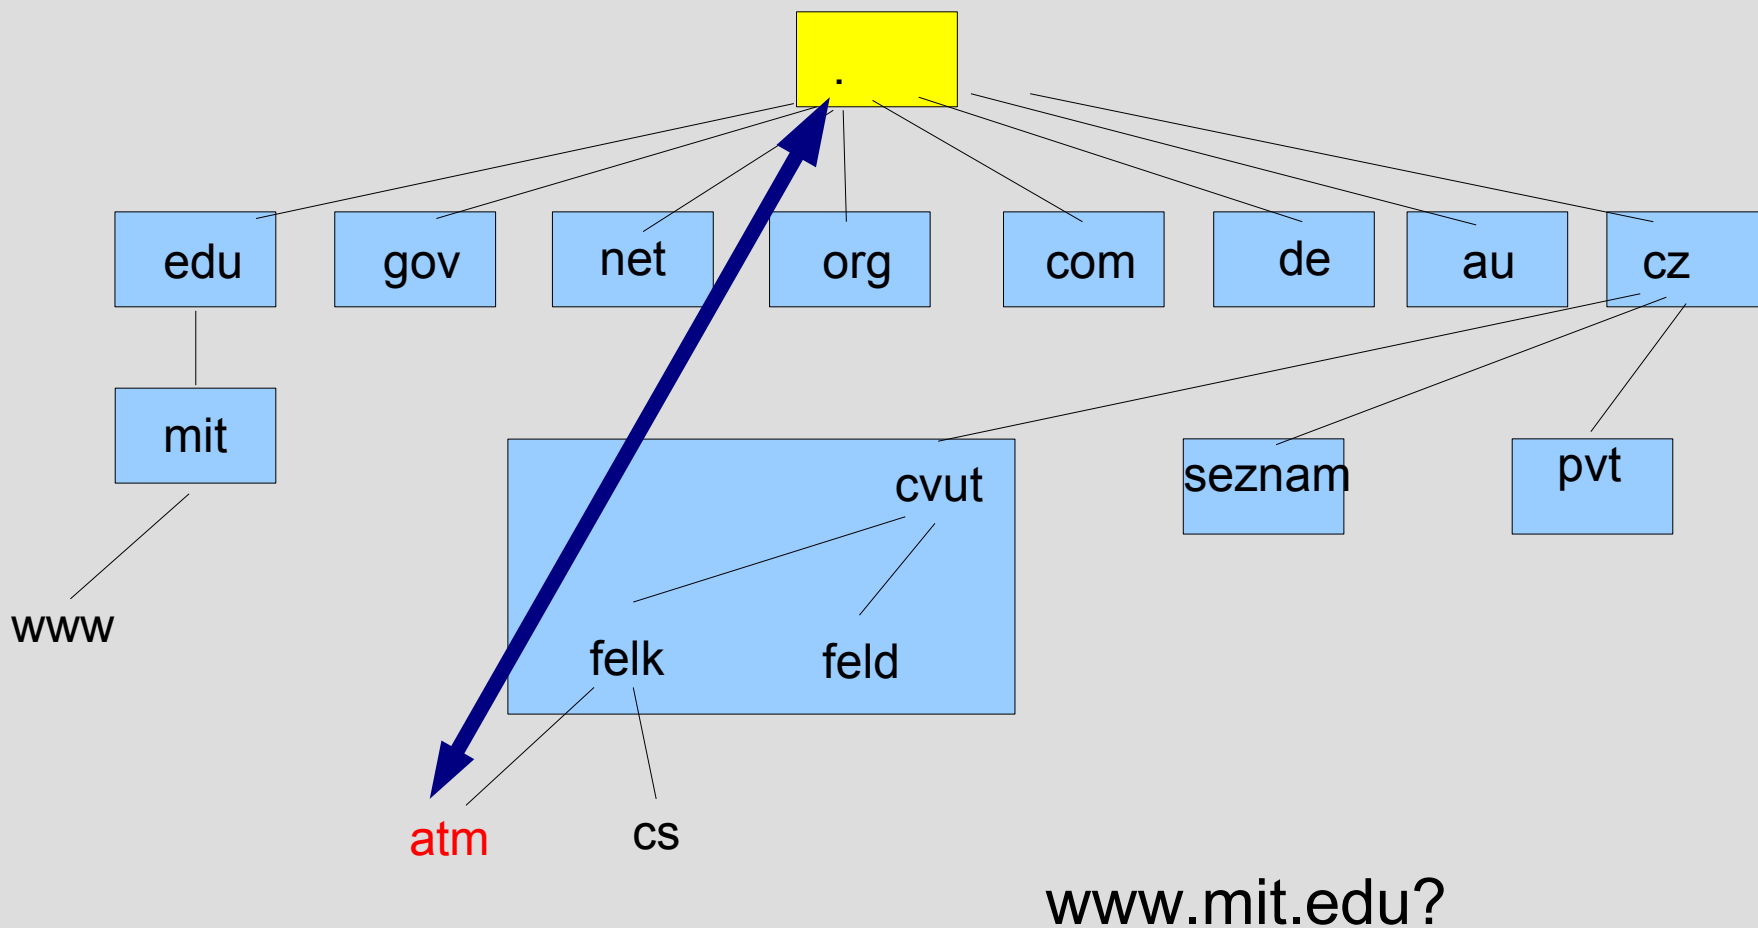 .
edu gov net org com de au cz
mit
cvut seznam pvt
www
felk feld
atm cs
www.mit.edu?